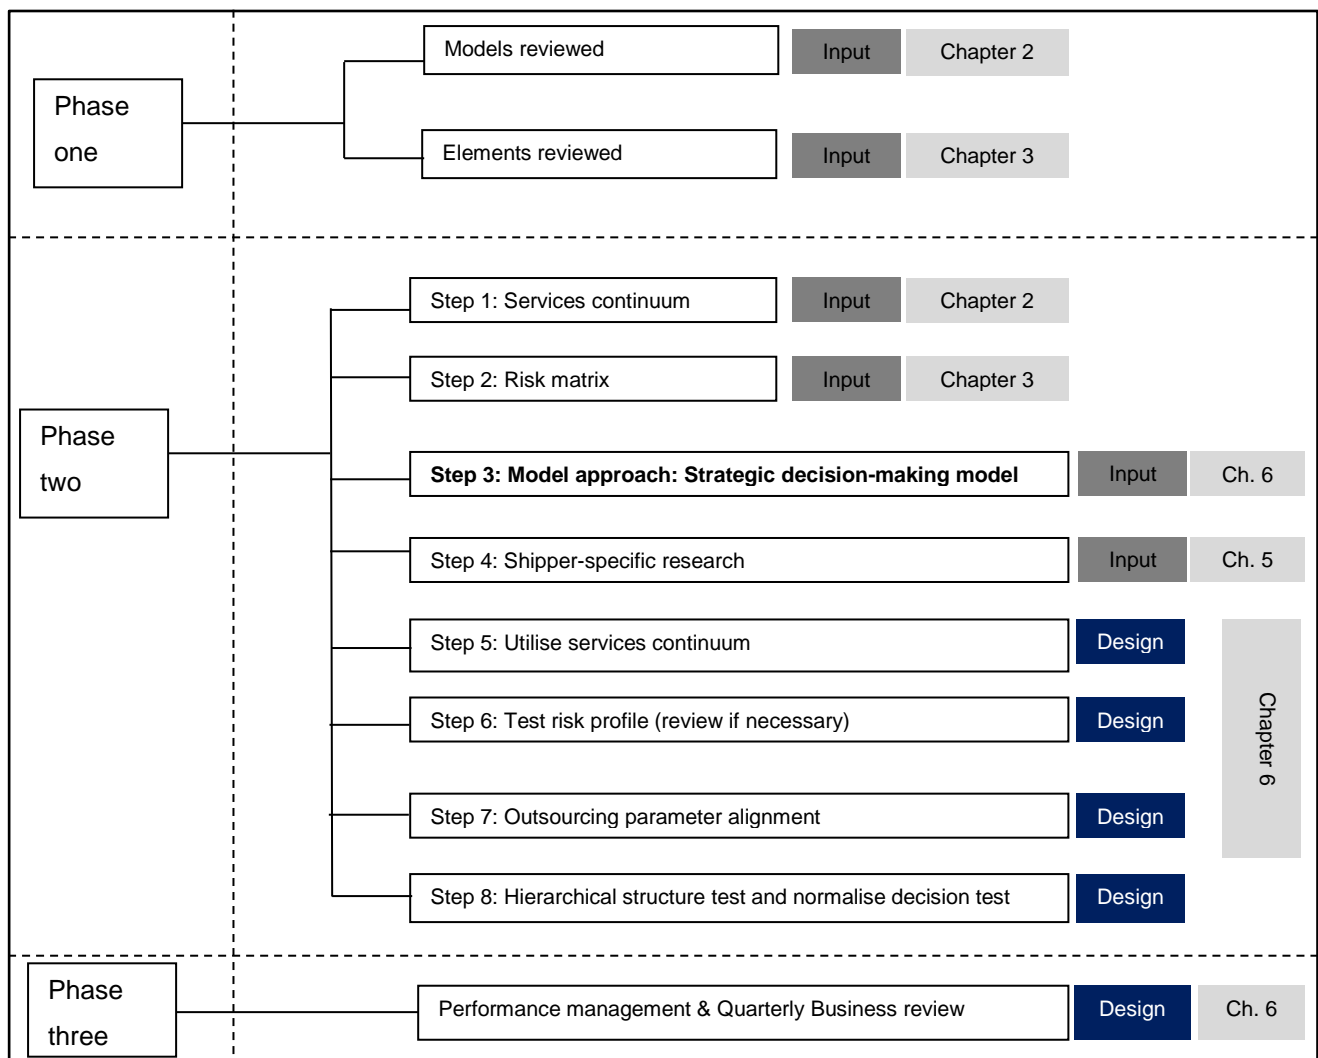 Models reviewed Input Chapter 2
Phase
one
Elements reviewed Input Chapter 3
Step 1: Services continuum Input Chapter 2
Step 2: Risk matrix Input Chapter 3
Phase
two
Step 3: Model approach: Strategic decision-making model Input Ch. 6
Step 4: Shipper-specific research Input Ch. 5
Step 5: Utilise services continuum Design
Step 6: Test risk profile (review if necessary) Design
Chapter 6
Step 7: Outsourcing parameter alignment Design
Step 8: Hierarchical structure test and normalise decision test Design
Phase
three
Performance management & Quarterly Business review Design Ch. 6